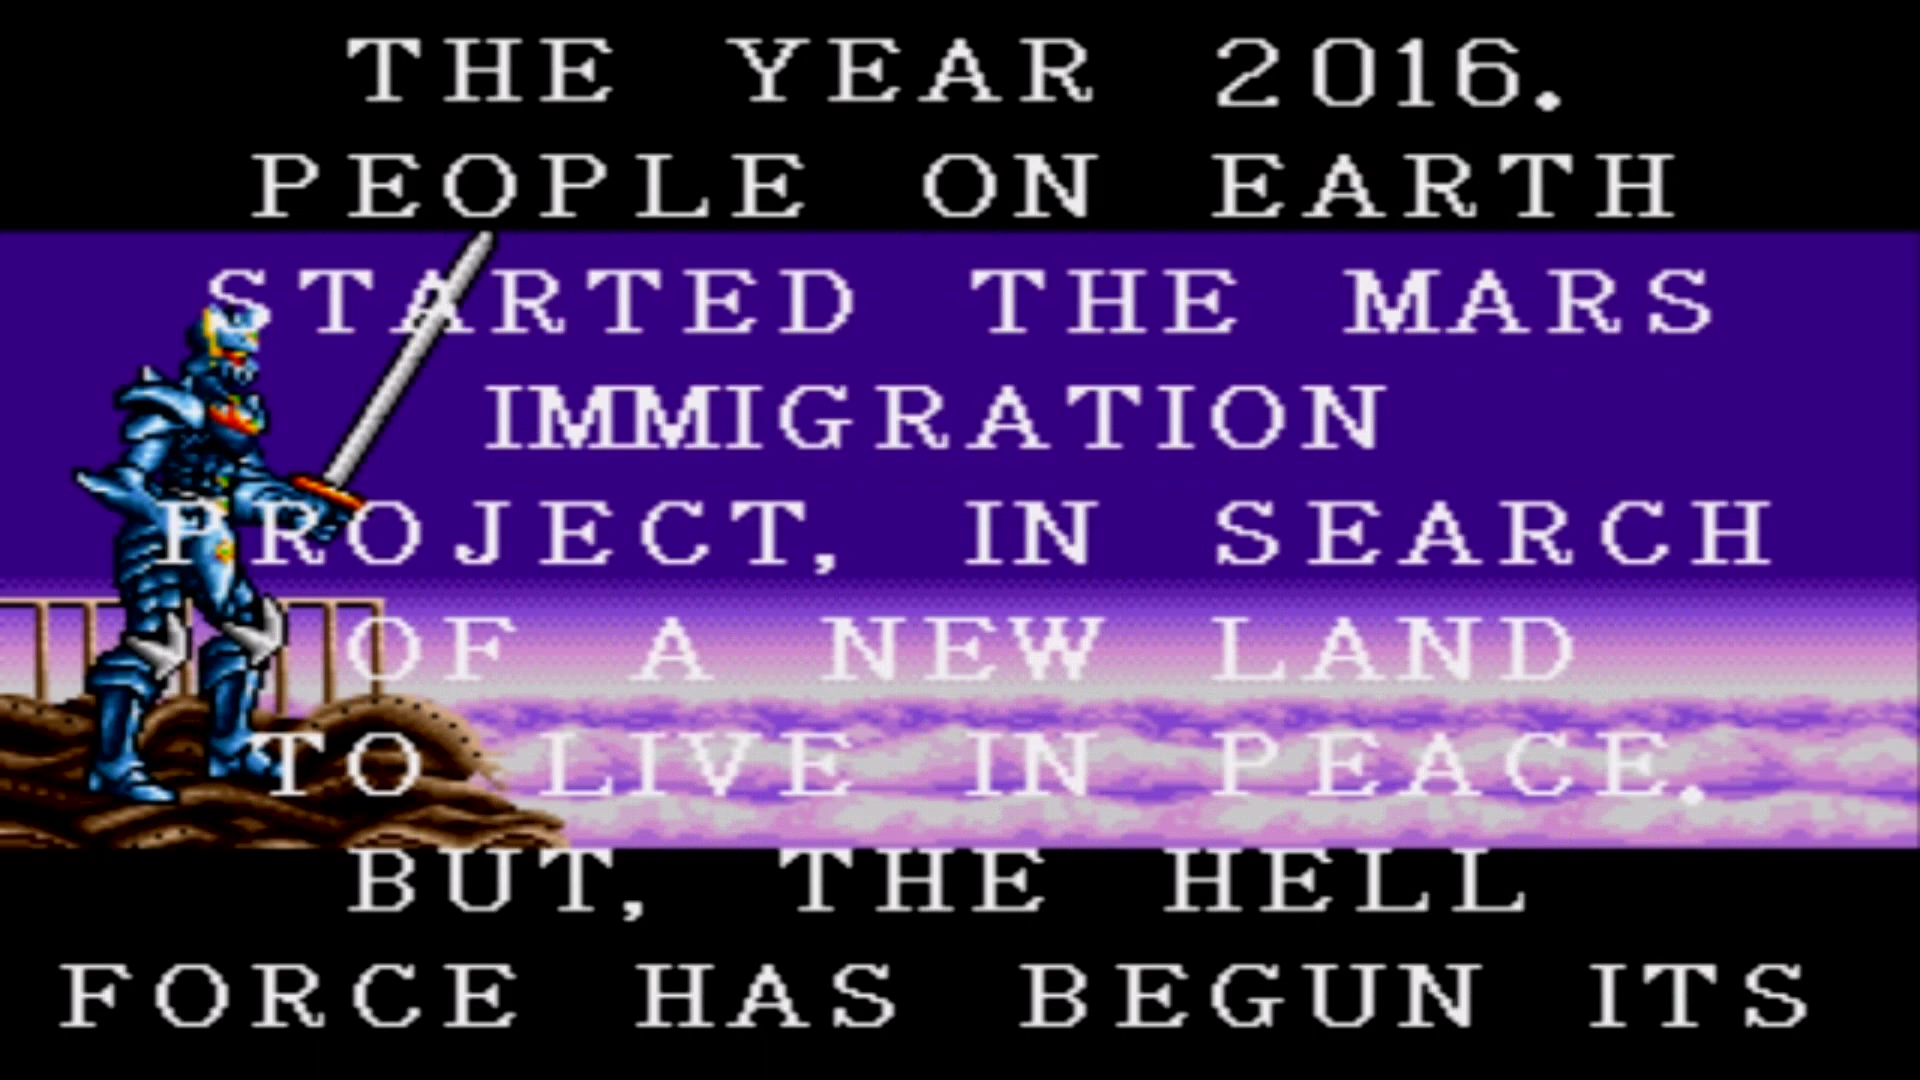 THE YEAR 2016.
PEOPLE ON EARTH
STARTED THE MARS
IMMIGRATION
PROJECT, IN SEARCH
OF A NEW LAND
TO LIVE IN PEACE.
BUT, THE HELL
FORCE HAS BEGUN ITS